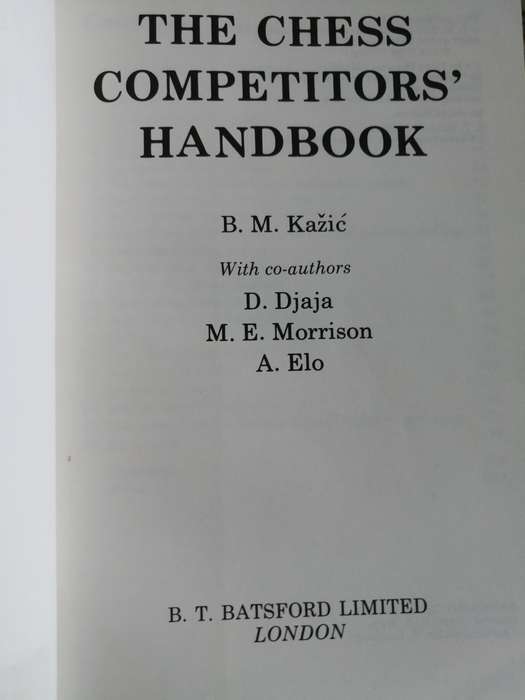 THE CHESS
COMPETITORS’
HANDBOOK
B. M. Kažić
With co-authors
D. Djaja
M. E. Morrison
A. Elo
B. T. BATSFORD LIMITED
LONDON